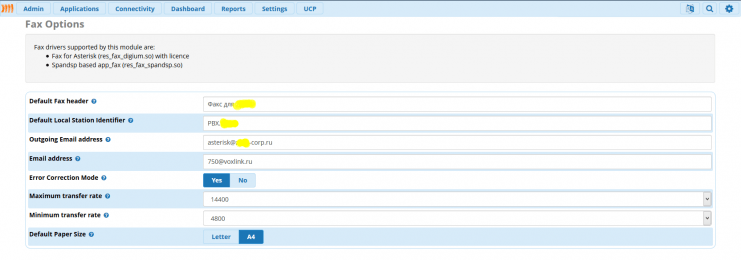 Admin Applications Connectivity Dashboard Reports Settings UCP
Fax Options
Fax drivers supported by this module are:
Fax for Asterisk (res_fax_digium.so) with licence
Spandsp based app_fax (res_fax_spandsp.so)
Default Fax header Факс для
Default Local Station Identifier PBX.
Outgoing Email address asterisk@ -corp.ru
Email address 750@voxlink.ru
Error Correction Mode Yes No
Maximum transfer rate 14400
Minimum transfer rate 4800
Default Paper Size Letter A4